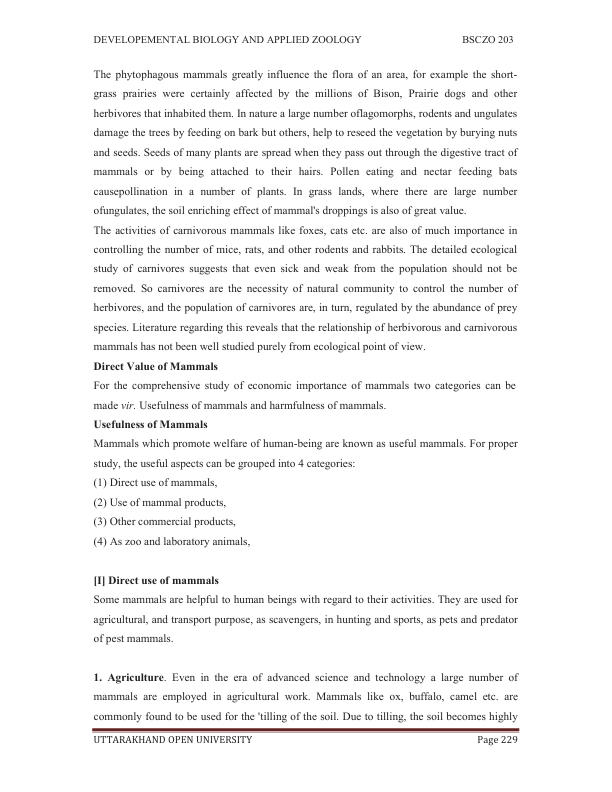 DEVELOPEMENTAL BIOLOGY AND APPLIED ZOOLOGY BSCZO 203
The phytophagous mammals greatly influence the flora of an area, for example the short-
grass prairies were certainly affected by the millions of Bison, Prairie dogs and other
herbivores that inhabited them. In nature a large number oflagomorphs, rodents and ungulates
damage the trees by feeding on bark but others, help to reseed the vegetation by burying nuts
and seeds. Seeds of many plants are spread when they pass out through the digestive tract of
mammals or by being attached to their hairs. Pollen eating and nectar feeding bats
causepollination in a number of plants. In grass lands, where there are large number
ofungulates, the soil enriching effect of mammal's droppings is also of great value.
The activities of carnivorous mammals like foxes, cats etc. are also of much importance in
controlling the number of mice, rats, and other rodents and rabbits. The detailed ecological
study of carnivores suggests that even sick and weak from the population should not be
removed. So carnivores are the necessity of natural community to control the number of
herbivores, and the population of carnivores are, in turn, regulated by the abundance of prey
species. Literature regarding this reveals that the relationship of herbivorous and carnivorous
mammals has not been well studied purely from ecological point of view.
Direct Value of Mammals
For the comprehensive study of economic importance of mammals two categories can be
made vir. Usefulness of mammals and harmfulness of mammals.
Usefulness of Mammals
Mammals which promote welfare of human-being are known as useful mammals. For proper
study, the useful aspects can be grouped into 4 categories:
(1) Direct use of mammals,
(2) Use of mammal products,
(3) Other commercial products,
(4) As zoo and laboratory animals,
[I] Direct use of mammals
Some mammals are helpful to human beings with regard to their activities. They are used for
agricultural, and transport purpose, as scavengers, in hunting and sports, as pets and predator
of pest mammals.
1. Agriculture. Even in the era of advanced science and technology a large number of
mammals are employed in agricultural work. Mammals like ox, buffalo, camel etc. are
commonly found to be used for the 'tilling of the soil. Due to tilling, the soil becomes highly
UTTARAKHAND OPEN UNIVERSITY Page 229